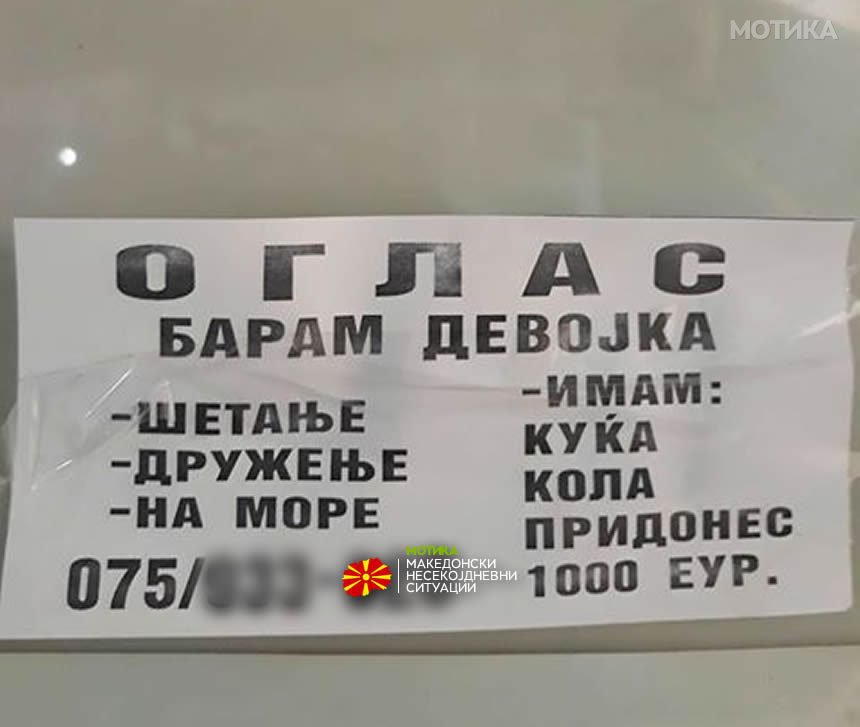 МОТИКА
ОГЛАС
БАРАМ ДЕВОЈКА
-ШЕТАЊЕ
-ДРУЖЕЊЕ
-НА МОРЕ
-ИМАМ:
КУЌА
КОЛА
ПРИДОНЕС
1000 ЕУР.
075/
МОТИКА
МАКЕДОНСКИ
НЕСЕКОЈДНЕВНИ
СИТУАЦИИ